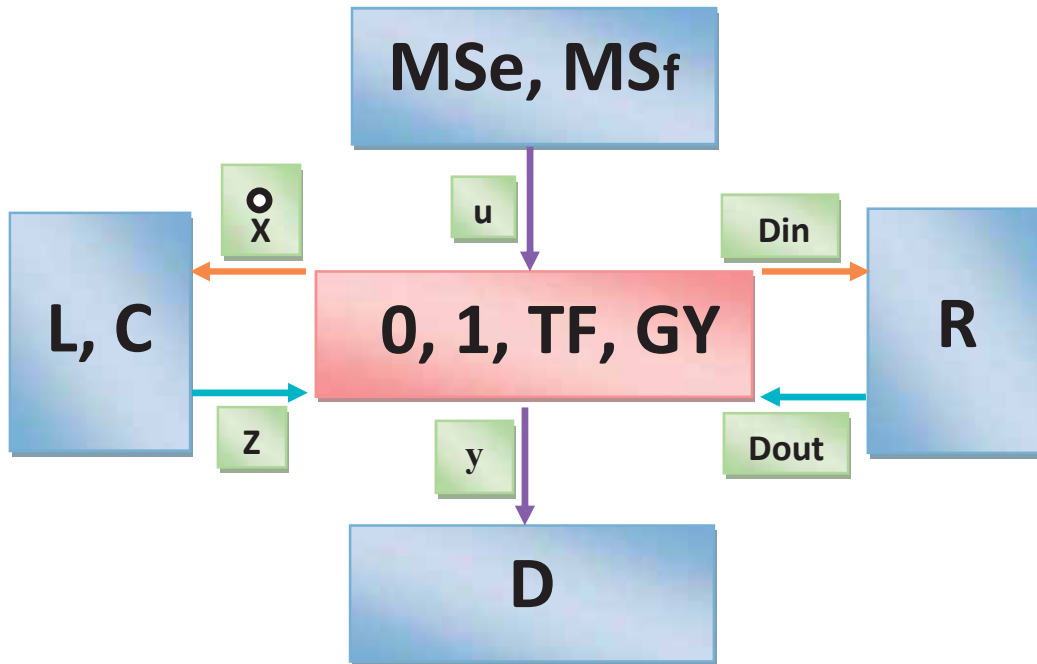 MSe, MSf
X
u
Din
L, C
0, 1, TF, GY
R
Z
y
Dout
D